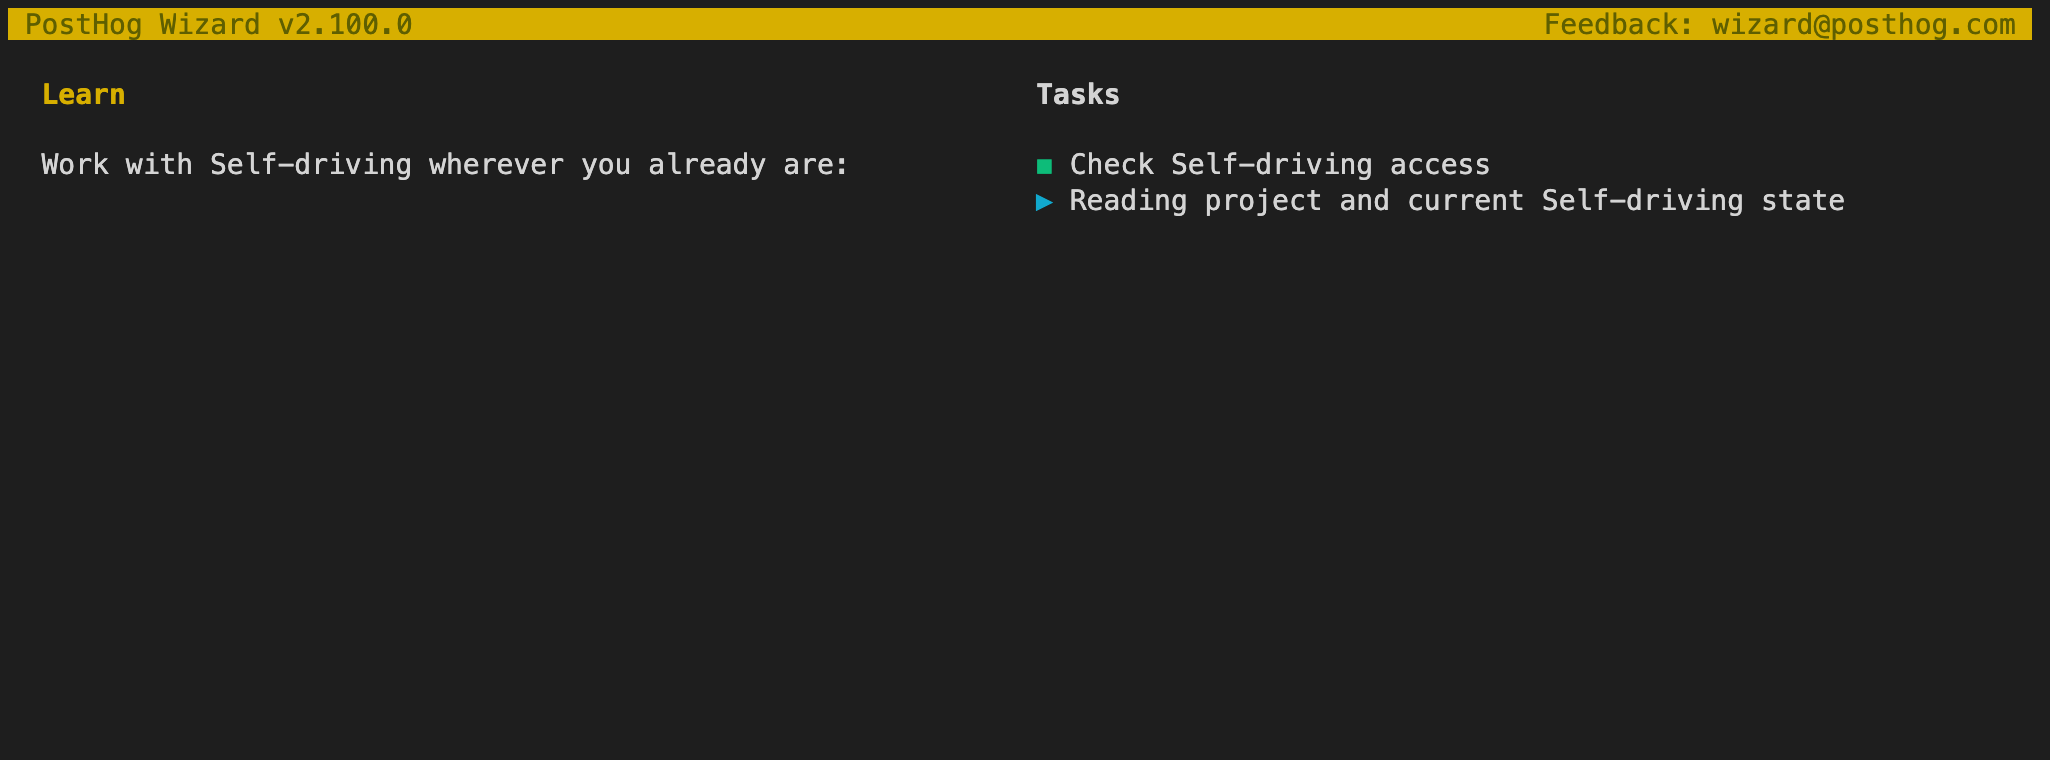 PostHog Wizard v2.100.0 Feedback: wizard@posthog.com
Learn
Work with Self-driving wherever you already are:
Tasks
■ Check Self-driving access
▶ Reading project and current Self-driving state